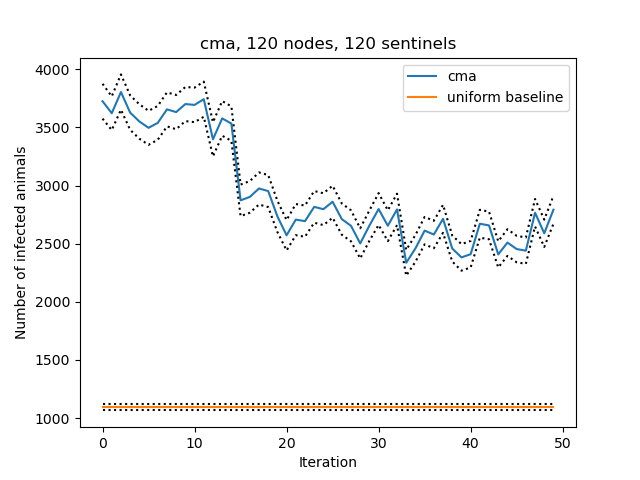 cma, 120 nodes, 120 sentinels
cma
uniform baseline
Number of infected animals
4000
3500
3000
2500
2000
1500
1000
0 10 20 30 40 50
Iteration